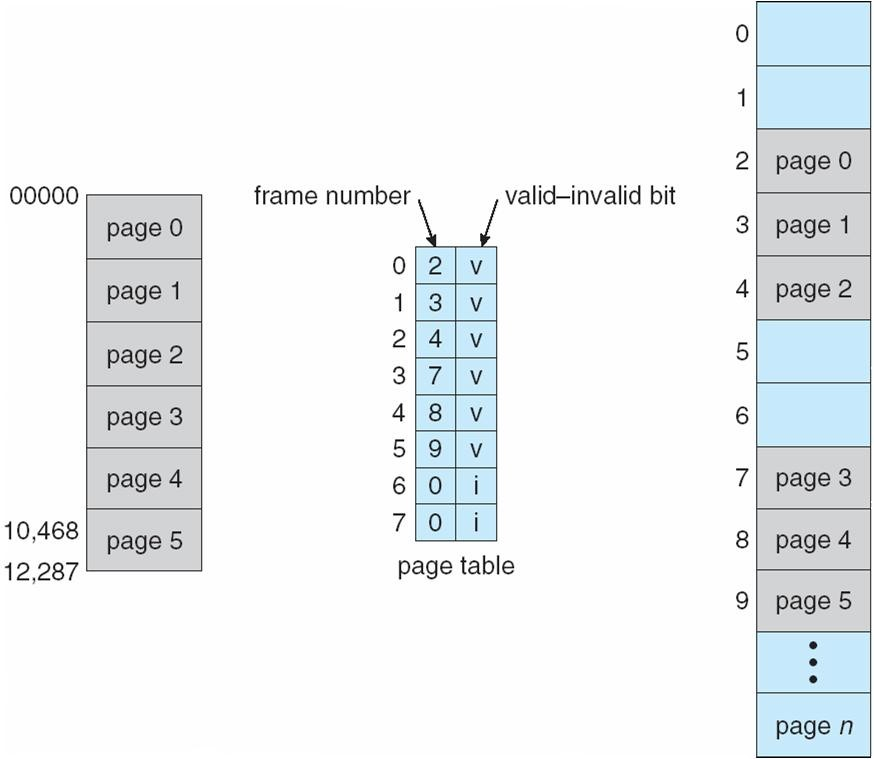 00000
page 0
page 1
page 2
page 3
page 4
10,468
page 5
12,287
frame number
valid–invalid bit
0 2 v
1 3 v
2 4 v
3 7 v
4 8 v
5 9 v
6 0 i
7 0 i
page table
0
1
2 page 0
3 page 1
4 page 2
5
6
7 page 3
8 page 4
9 page 5
page n